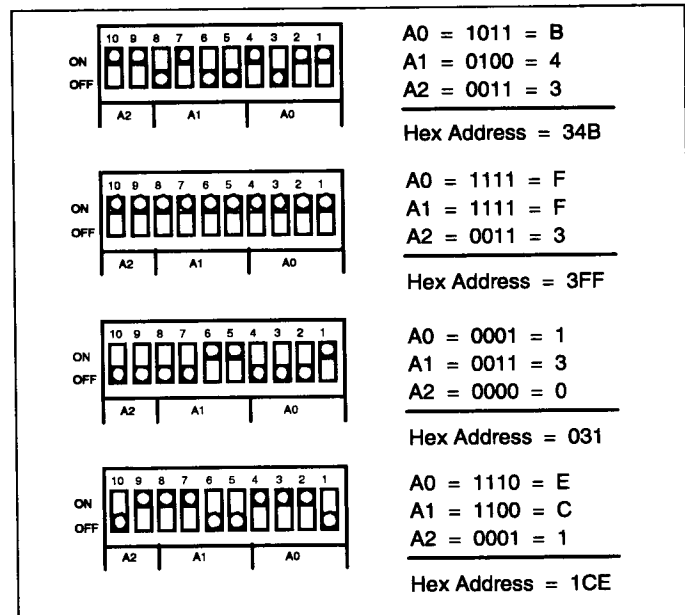 10 9 8 7 6 5 4 3 2 1
ON
OFF
A2 A1 A0
A0 = 1011 = B
A1 = 0100 = 4
A2 = 0011 = 3
Hex Address = 34B
10 9 8 7 6 5 4 3 2 1
ON
OFF
A2 A1 A0
A0 = 1111 = F
A1 = 1111 = F
A2 = 0011 = 3
Hex Address = 3FF
10 9 8 7 6 5 4 3 2 1
ON
OFF
A2 A1 A0
A0 = 0001 = 1
A1 = 0011 = 3
A2 = 0000 = 0
Hex Address = 031
10 9 8 7 6 5 4 3 2 1
ON
OFF
A2 A1 A0
A0 = 1110 = E
A1 = 1100 = C
A2 = 0001 = 1
Hex Address = 1CE